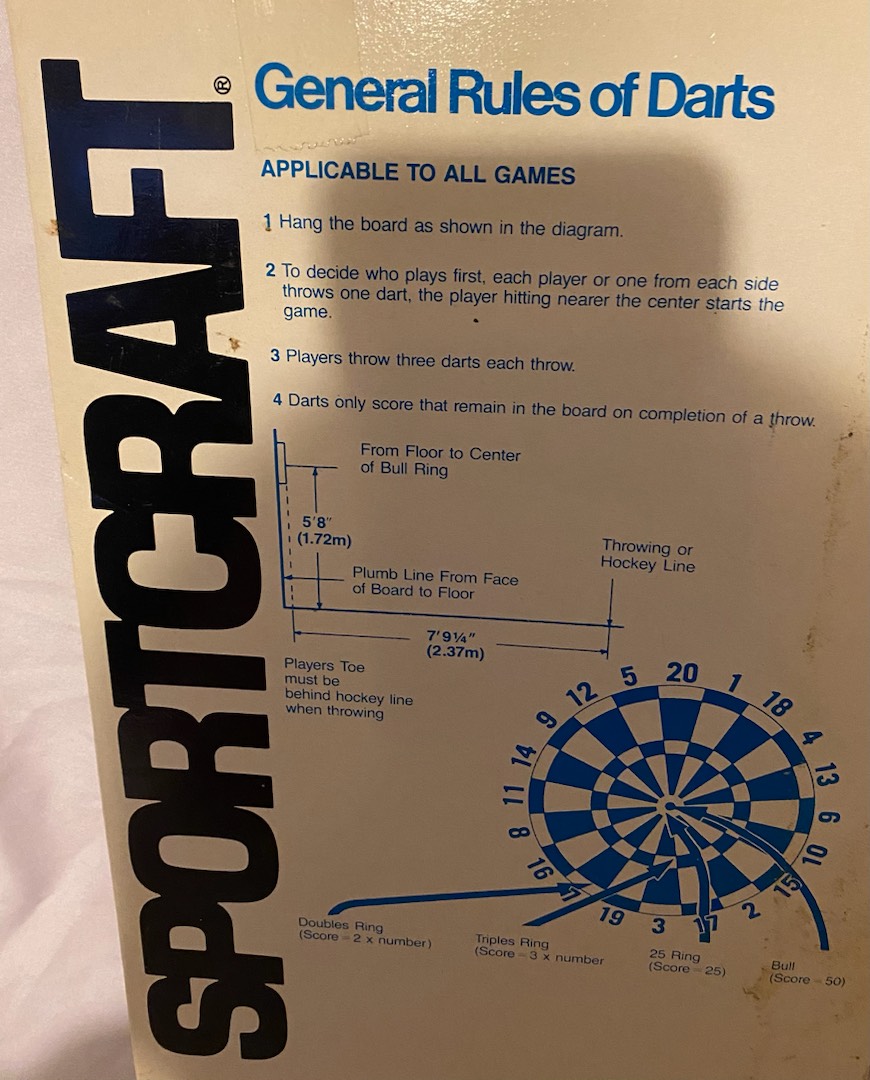 SPORTCRAFT®
General Rules of Darts
APPLICABLE TO ALL GAMES
1 Hang the board as shown in the diagram.
2 To decide who plays first, each player or one from each side
throws one dart, the player hitting nearer the center starts the
game.
3 Players throw three darts each throw.
4 Darts only score that remain in the board on completion of a throw.
From Floor to Center
of Bull Ring
5'8"
(1.72m)
Plumb Line From Face
of Board to Floor
Throwing or
Hockey Line
7'9¼"
(2.37m)
Players Toe
must be
behind hockey line
when throwing
20
1
18
4
13
6
10
15
2
17
3
19
7
16
8
11
14
9
12
5
Doubles Ring
(Score = 2 x number)
Triples Ring
(Score = 3 x number
25 Ring
(Score = 25)
Bull
(Score = 50)